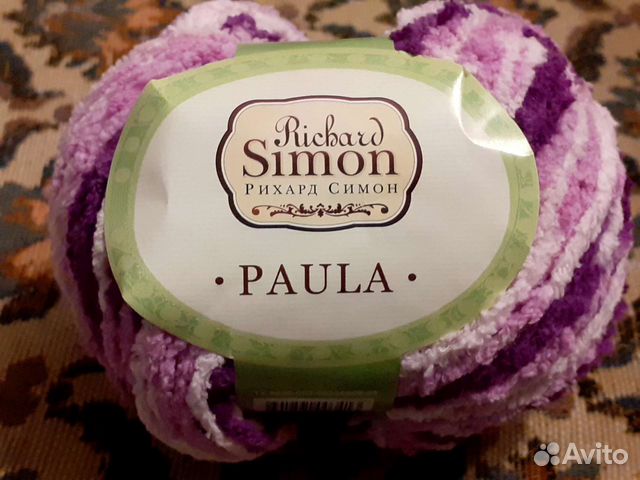 Richard
Simon
Рихард Симон
• PAULA •
Avito